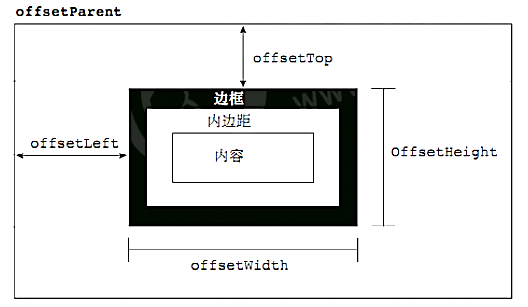 offsetParent
offsetTop
边框
内边距
offsetLeft
内容
OffsetHeight
offsetWidth